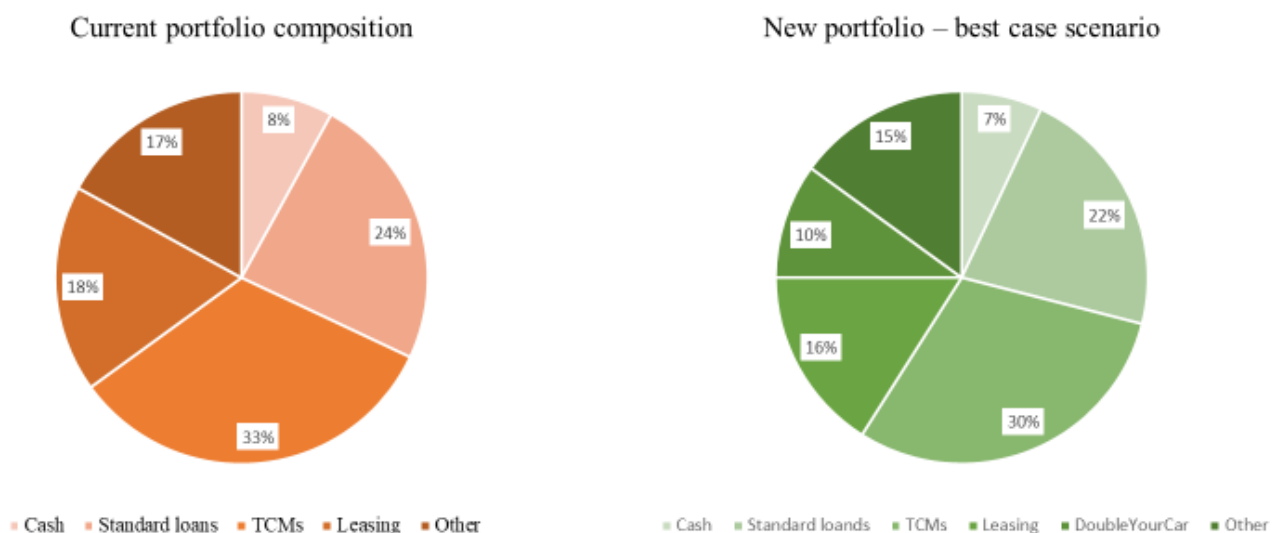 Current portfolio composition
8%
24%
33%
18%
17%
Cash Standard loans TCMs Leasing Other
New portfolio – best case scenario
7%
22%
30%
16%
10%
15%
Cash Standard loands TCMs Leasing DoubleYourCar Other